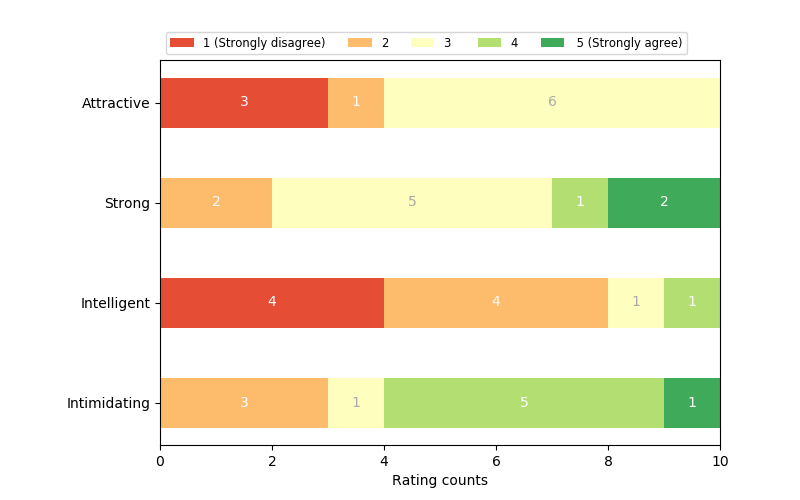 1 (Strongly disagree) 2 3 4 5 (Strongly agree)
Attractive 3 1 6
Strong 2 5 1 2
Intelligent 4 4 1 1
Intimidating 3 1 5 1
0 2 4 6 8 10
Rating counts